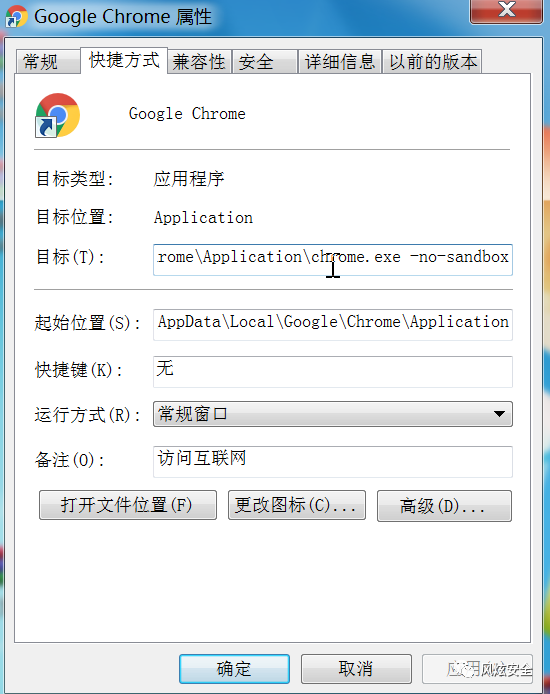 Google Chrome 属性
常规 快捷方式 兼容性 安全 详细信息 以前的版本
Google Chrome
目标类型: 应用程序
目标位置: Application
目标(T): rome\Application\chrome.exe -no-sandbox
起始位置(S): AppData\Local\Google\Chrome\Application
快捷键(K): 无
运行方式(R): 常规窗口
备注(O): 访问互联网
打开文件位置(F) 更改图标(C)... 高级(D)...
确定 取消
风炫安全